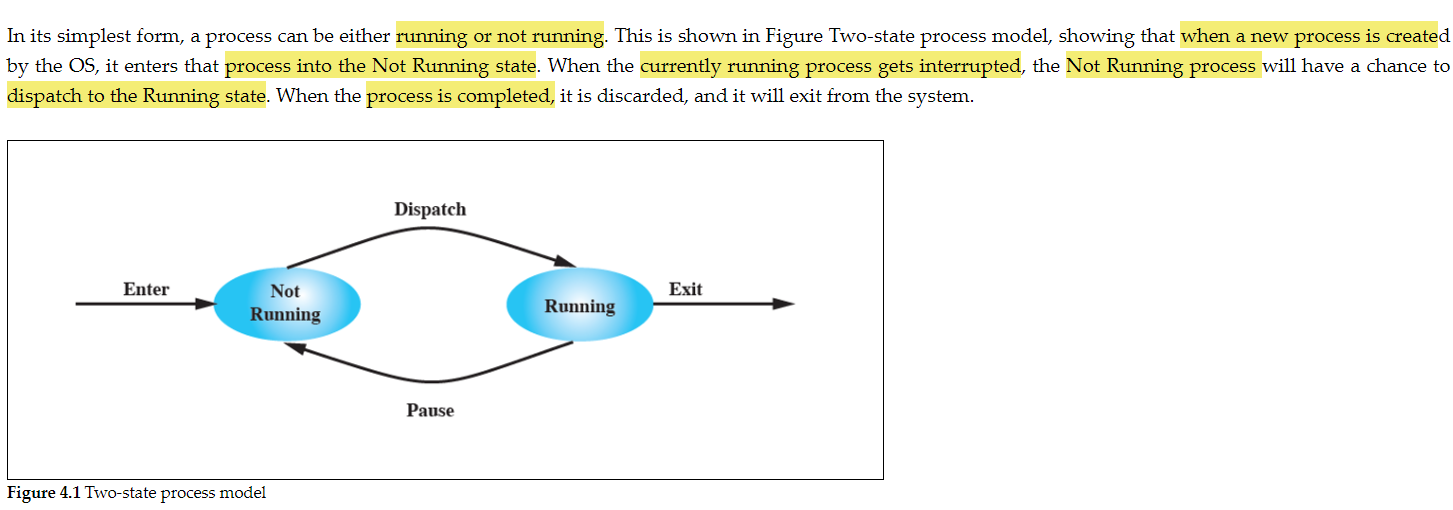 In its simplest form, a process can be either running or not running. This is shown in Figure Two-state process model, showing that when a new process is created
by the OS, it enters that process into the Not Running state. When the currently running process gets interrupted, the Not Running process will have a chance to
dispatch to the Running state. When the process is completed, it is discarded, and it will exit from the system.
Dispatch
Enter
Not
Running
Running
Exit
Pause
Figure 4.1 Two-state process model